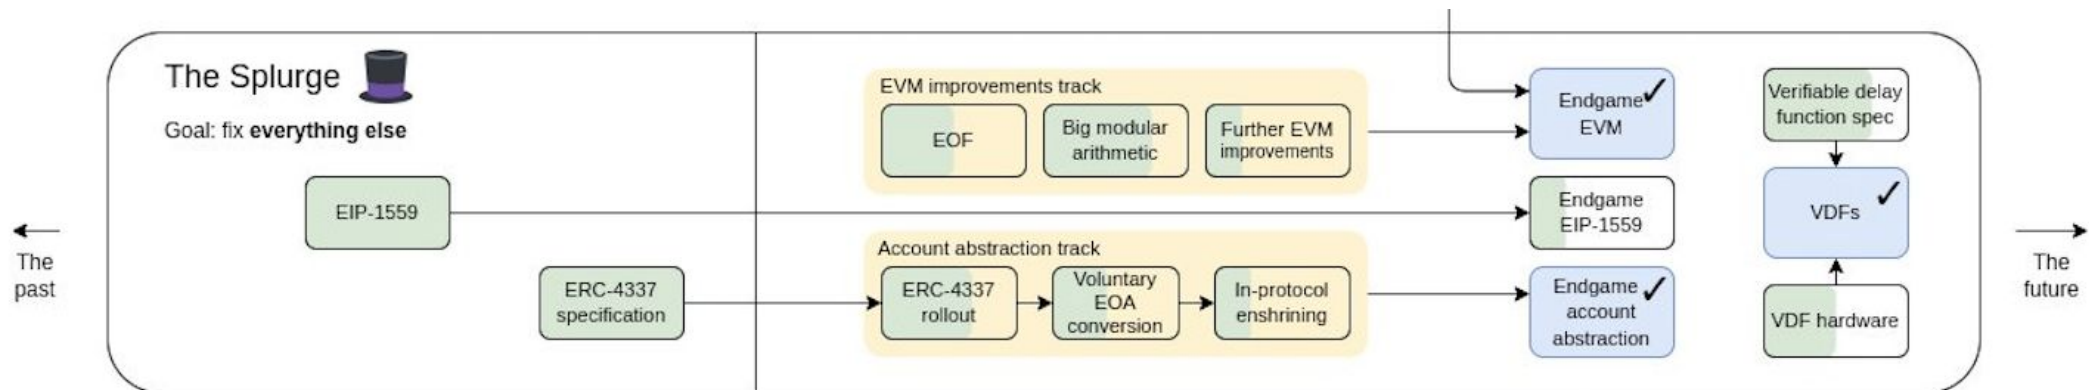 The Splurge
Goal: fix everything else
EIP-1559
ERC-4337
specification
The
past
EVM improvements track
EOF
Big modular
arithmetic
Further EVM
improvements
Account abstraction track
ERC-4337
rollout
Voluntary
EOA
conversion
In-protocol
enshrining
Endgame
EVM
Endgame
EIP-1559
Endgame
account
abstraction
Verifiable delay
function spec
VDFs
VDF hardware
The
future